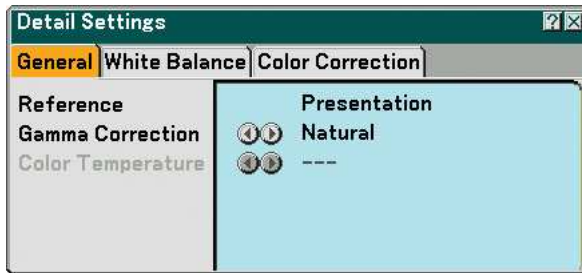 Detail Settings
General White Balance Color Correction
Reference Presentation
Gamma Correction Natural
Color Temperature ---